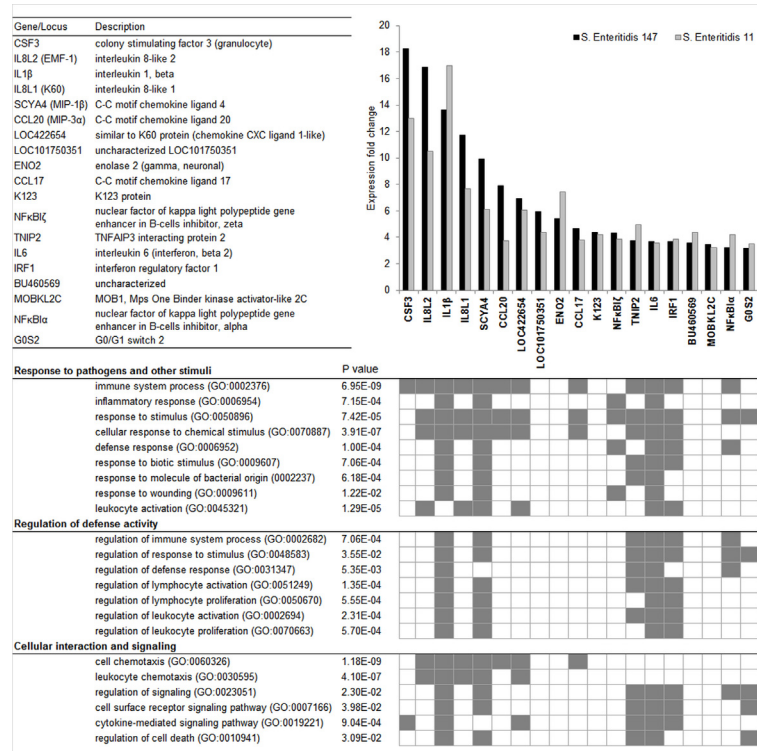 Gene/Locus Description
CSF3 colony stimulating factor 3 (granulocyte)
IL8L2 (EMF-1) interleukin 8-like 2
IL1β interleukin 1, beta
IL8L1 (K60) interleukin 8-like 1
SCYA4 (MIP-1β) C-C motif chemokine ligand 4
CCL20 (MIP-3α) C-C motif chemokine ligand 20
LOC422654 similar to K60 protein (chemokine CXC ligand 1-like)
LOC101750351 uncharacterized LOC101750351
ENO2 enolase 2 (gamma, neuronal)
CCL17 C-C motif chemokine ligand 17
K123 K123 protein
NFκBIζ nuclear factor of kappa light polypeptide gene
enhancer in B-cells inhibitor, zeta
TNIP2 TNFAIP3 interacting protein 2
IL6 interleukin 6 (interferon, beta 2)
IRF1 interferon regulatory factor 1
BU460569 uncharacterized
MOBKL2C MOB1, Mps One Binder kinase activator-like 2C
NFκBIα nuclear factor of kappa light polypeptide gene
enhancer in B-cells inhibitor, alpha
G0S2 G0/G1 switch 2
Expression fold change
20
18
16
14
12
10
8
6
4
2
0
S. Enteritidis 147 S. Enteritidis 11
CSF3
IL8L2
IL1β
IL8L1
SCYA4
CCL20
LOC422654
LOC101750351
ENO2
CCL17
K123
NFκBIζ
TNIP2
IL6
IRF1
BU460569
MOBKL2C
NFκBIα
G0S2
Response to pathogens and other stimuli P value
immune system process (GO:0002376) 6.95E-09
inflammatory response (GO:0006954) 7.15E-04
response to stimulus (GO:0050896) 7.42E-05
cellular response to chemical stimulus (GO:0070887) 3.91E-07
defense response (GO:0006952) 1.00E-04
response to biotic stimulus (GO:0009607) 7.06E-04
response to molecule of bacterial origin (0002237) 6.18E-04
response to wounding (GO:0009611) 1.22E-02
leukocyte activation (GO:0045321) 1.29E-05
Regulation of defense activity
regulation of immune system process (GO:0002682) 7.06E-04
regulation of response to stimulus (GO:0048583) 3.55E-02
regulation of defense response (GO:0031347) 5.35E-03
regulation of lymphocyte activation (GO:0051249) 1.35E-04
regulation of lymphocyte proliferation (GO:0050670) 5.55E-04
regulation of leukocyte activation (GO:0002694) 2.31E-04
regulation of leukocyte proliferation (GO:0070663) 5.70E-04
Cellular interaction and signaling
cell chemotaxis (GO:0060326) 1.18E-09
leukocyte chemotaxis (GO:0030595) 4.10E-07
regulation of signaling (GO:0023051) 2.30E-02
cell surface receptor signaling pathway (GO:0007166) 3.98E-02
cytokine-mediated signaling pathway (GO:0019221) 9.04E-04
regulation of cell death (GO:0010941) 3.09E-02